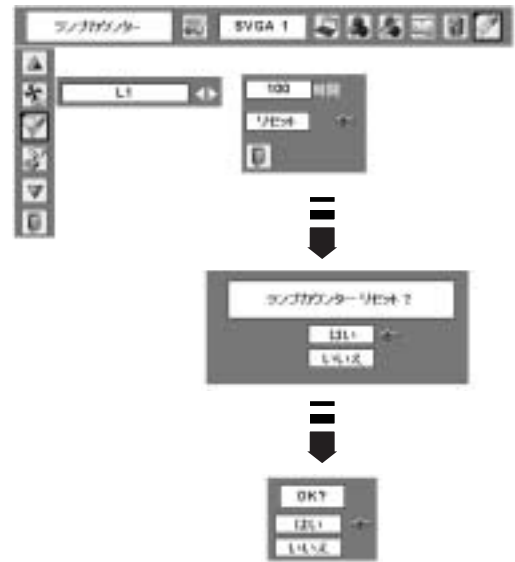 ランプカウンター
SVGA 1
L1
100 時間
リセット
ランプカウンター リセット?
はい
いいえ
OK?
はい
いいえ